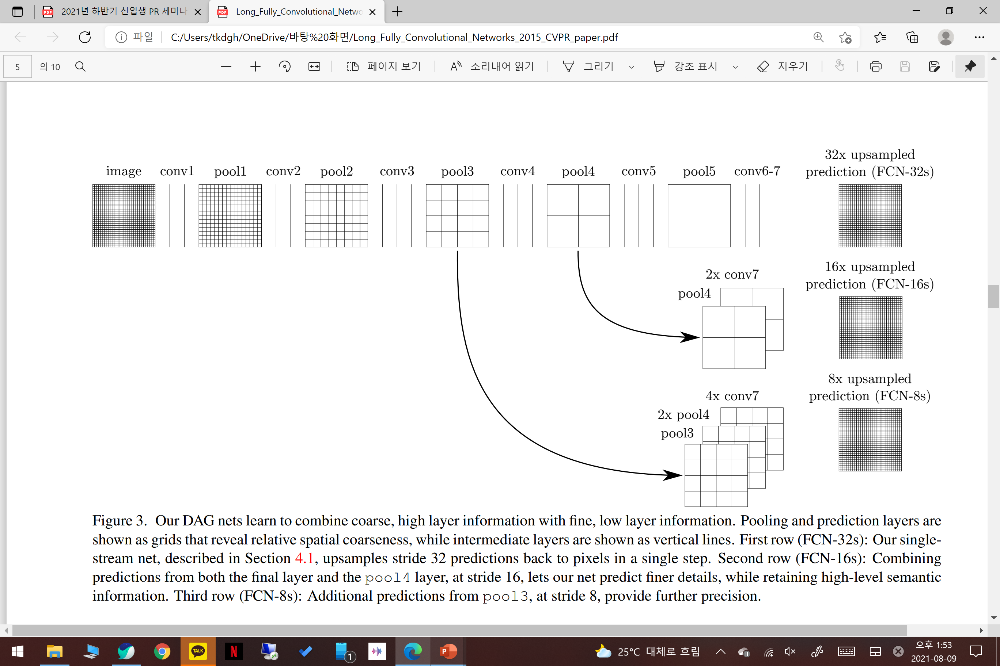 2021년 하반기 신입생 PR 세미나
Long_Fully_Convolutional_Netwo
파일
C:/Users/tkdgh/OneDrive/바탕%20화면/Long_Fully_Convolutional_Networks_2015_CVPR_paper.pdf
5 의 10 페이지 보기 소리내어 읽기 그리기 강조 표시 지우기
image conv1 pool1 conv2 pool2 conv3 pool3 conv4 pool4 conv5 pool5 conv6-7
32x upsampled
prediction (FCN-32s)
2x conv7
pool4
16x upsampled
prediction (FCN-16s)
4x conv7
2x pool4
pool3
8x upsampled
prediction (FCN-8s)
Figure 3. Our DAG nets learn to combine coarse, high layer information with fine, low layer information. Pooling and prediction layers are
shown as grids that reveal relative spatial coarseness, while intermediate layers are shown as vertical lines. First row (FCN-32s): Our single-
stream net, described in Section 4.1, upsamples stride 32 predictions back to pixels in a single step. Second row (FCN-16s): Combining
predictions from both the final layer and the pool4 layer, at stride 16, lets our net predict finer details, while retaining high-level semantic
information. Third row (FCN-8s): Additional predictions from pool3, at stride 8, provide further precision.
TALK
N
1
P
25°C 대체로 흐림
오후 1:53
2021-08-09